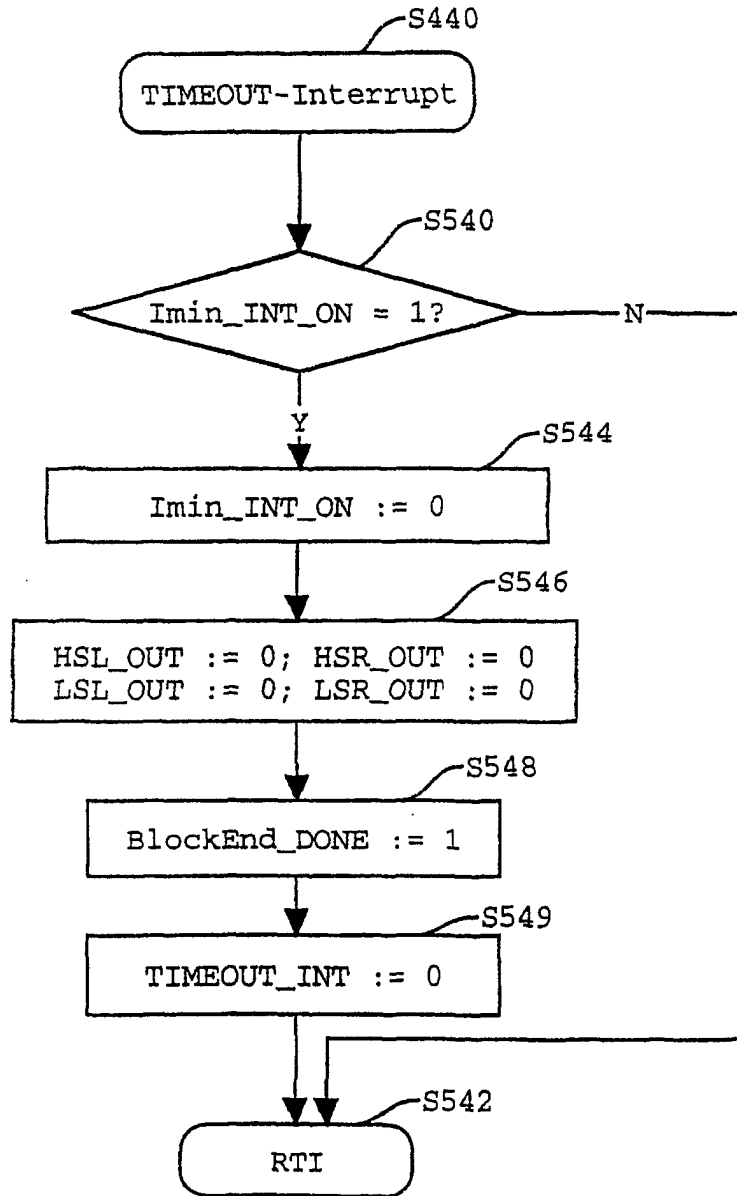 S440
TIMEOUT-Interrupt
S540
Imin_INT_ON = 1?
N
Y
S544
Imin_INT_ON := 0
S546
HSL_OUT := 0; HSR_OUT := 0
LSL_OUT := 0; LSR_OUT := 0
S548
BlockEnd_DONE := 1
S549
TIMEOUT_INT := 0
S542
RTI